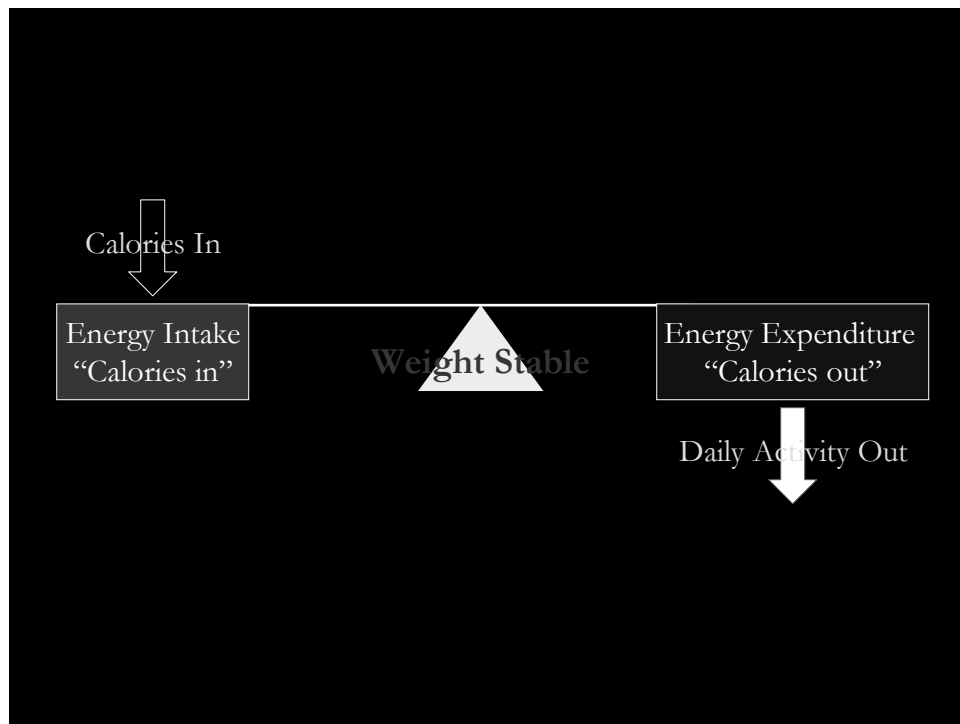 Calories In
Energy Intake
“Calories in”
Weight Stable
Energy Expenditure
“Calories out”
Daily Activity Out